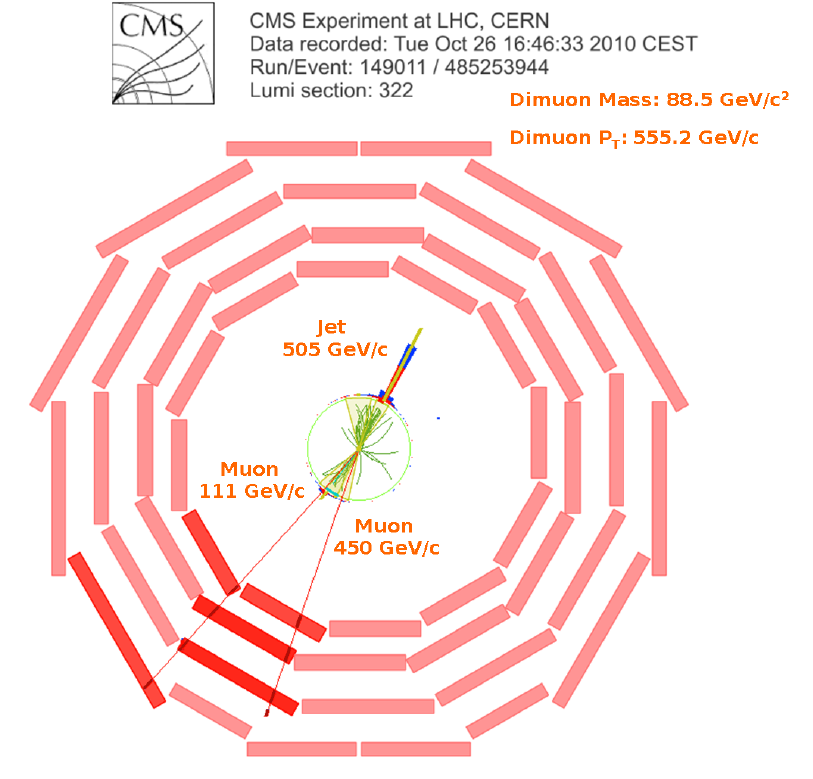 CMS
CMS Experiment at LHC, CERN
Data recorded: Tue Oct 26 16:46:33 2010 CEST
Run/Event: 149011 / 485253944
Lumi section: 322
Dimuon Mass: 88.5 GeV/c²
Dimuon P_T: 555.2 GeV/c
Jet
505 GeV/c
Muon
111 GeV/c
Muon
450 GeV/c